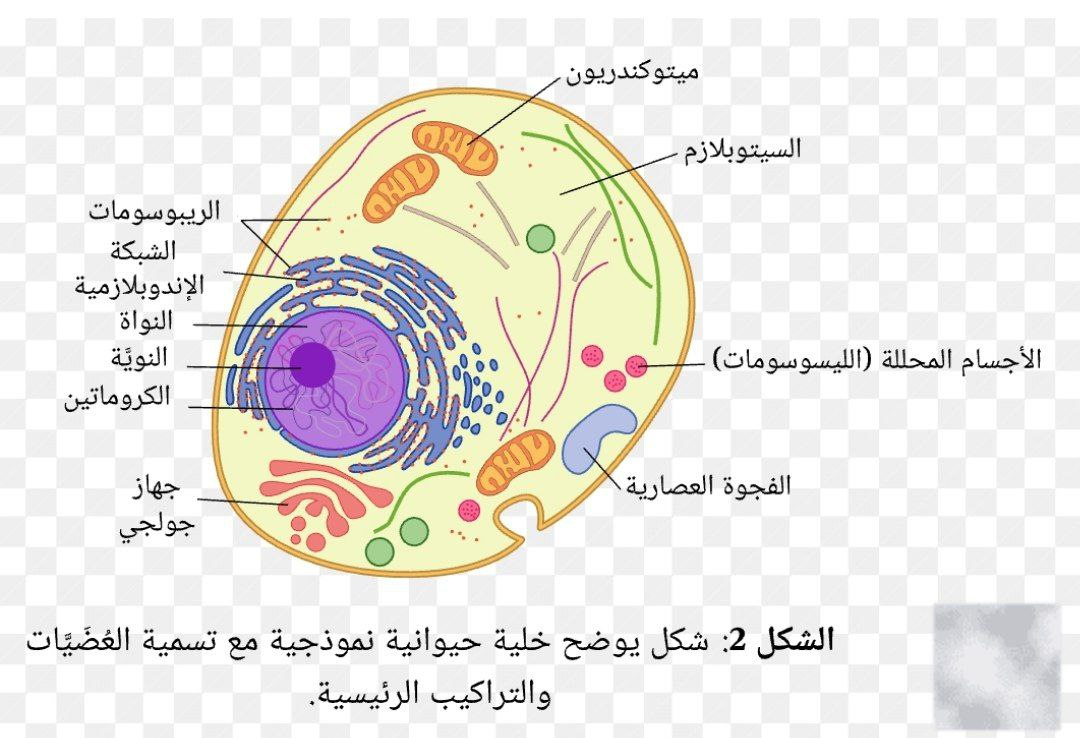 ميتوكندريون
السيتوبلازم
الريبوسومات
الشبكة
الإندوبلازمية
النواة
النويَّة
الكروماتين
الأجسام المحللة (الليسوسومات)
الفجوة العصارية
جهاز
جولجي
الشكل 2: شكل يوضح خلية حيوانية نموذجية مع تسمية العُضَيَّات
والتراكيب الرئيسية.